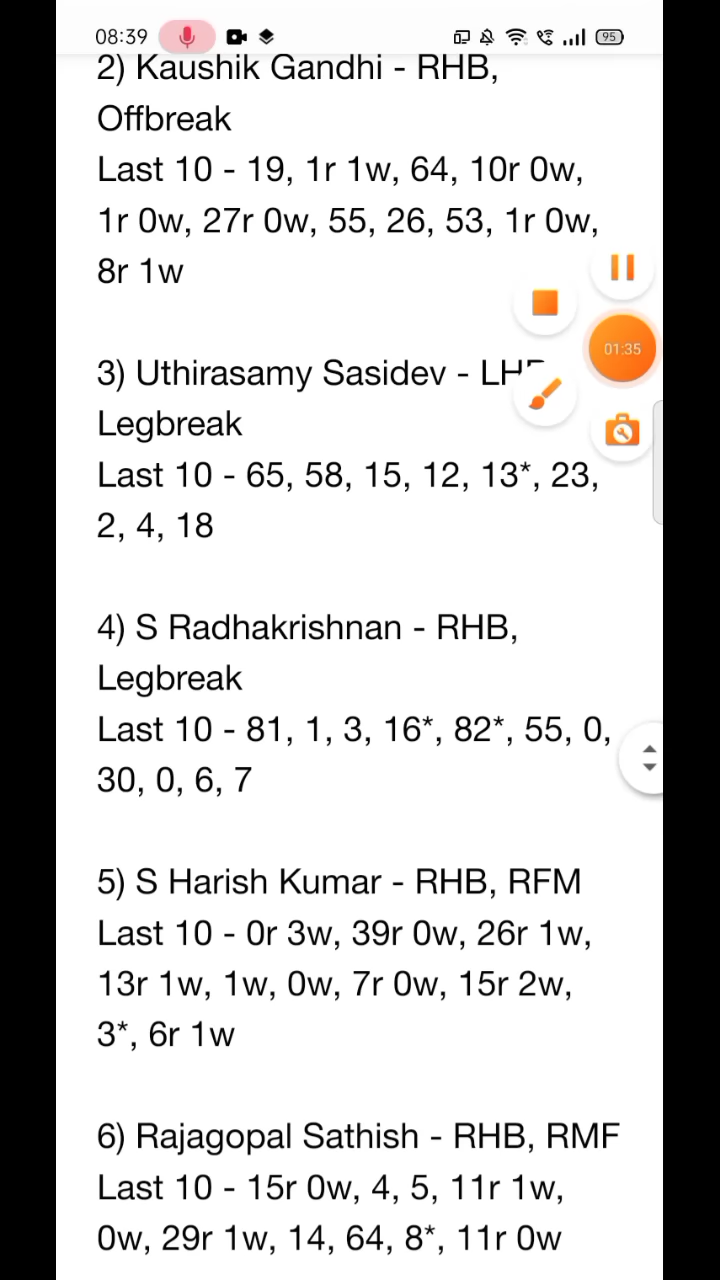 08:39
95
2) Kaushik Gandhi - RHB,
Offbreak
Last 10 - 19, 1r 1w, 64, 10r 0w,
1r 0w, 27r 0w, 55, 26, 53, 1r 0w,
8r 1w
01:35
3) Uthirasamy Sasidev -
Legbreak
Last 10 - 65, 58, 15, 12, 13*, 23,
2, 4, 18
4) S Radhakrishnan - RHB,
Legbreak
Last 10 - 81, 1, 3, 16*, 82*, 55, 0,
30, 0, 6, 7
5) S Harish Kumar - RHB, RFM
Last 10 - 0r 3w, 39r 0w, 26r 1w,
13r 1w, 1w, 0w, 7r 0w, 15r 2w,
3*, 6r 1w
6) Rajagopal Sathish - RHB, RMF
Last 10 - 15r 0w, 4, 5, 11r 1w,
0w, 29r 1w, 14, 64, 8*, 11r 0w